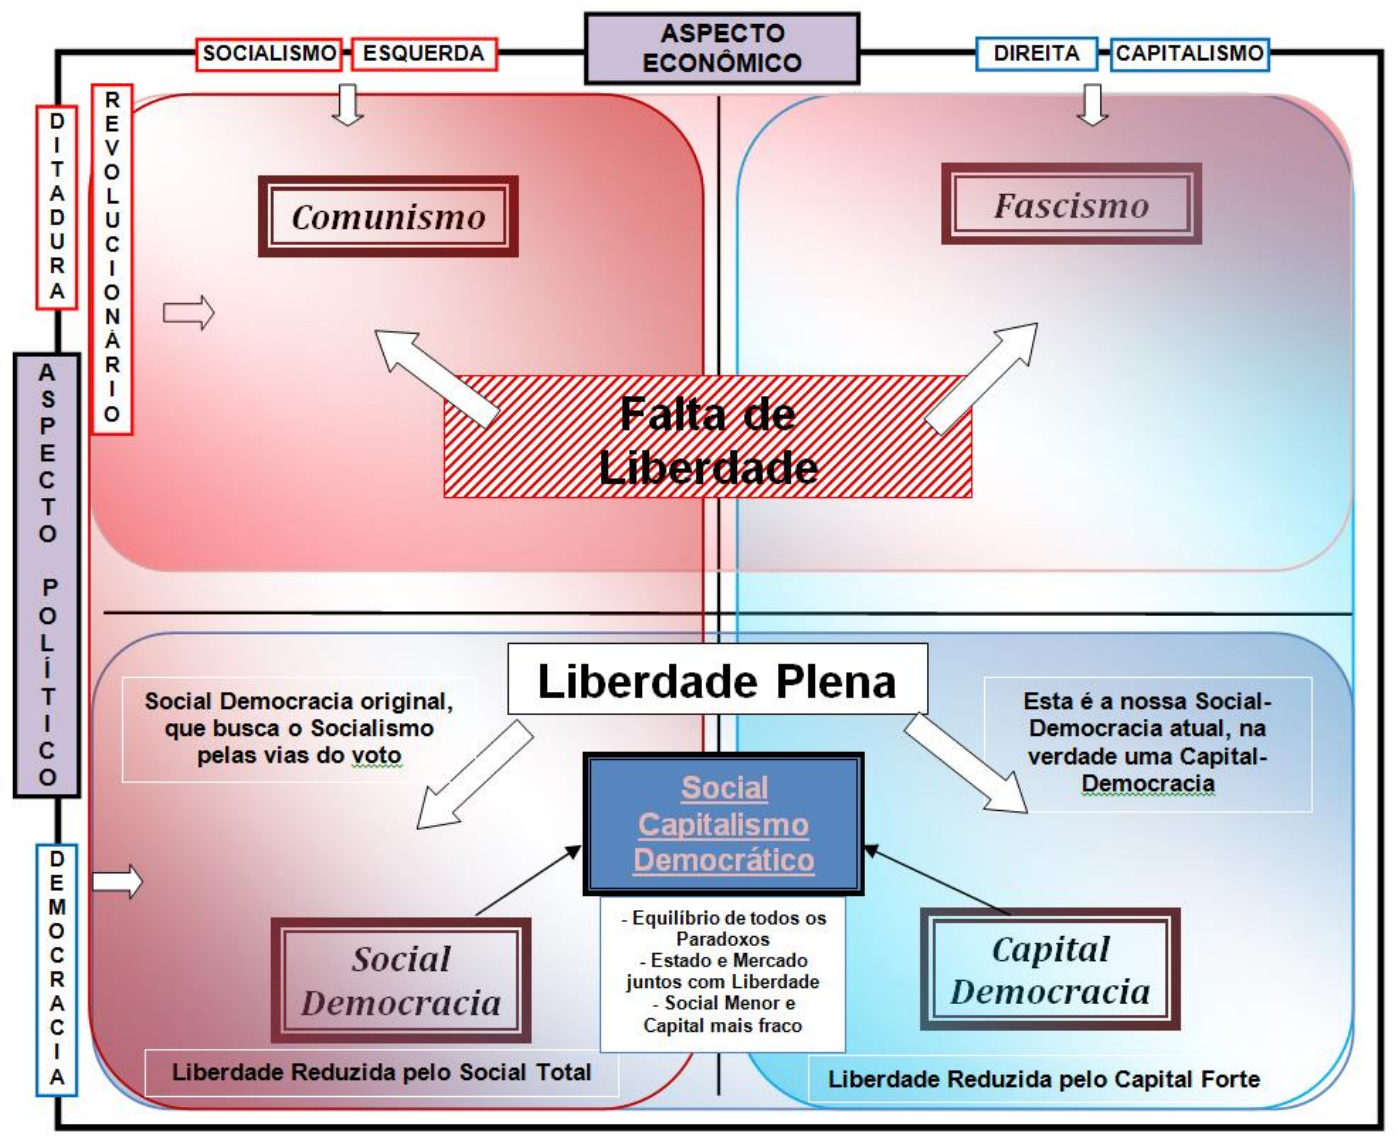 ASPECTO
ECONÔMICO
SOCIALISMO
ESQUERDA
DIREITA
CAPITALISMO
DITADURA
REVOLUCIONÁRIO
ASPECTO POLÍTICO
DEMOCRACIA
Comunismo
Fascismo
Falta de
Liberdade
Liberdade Plena
Social Democracia original,
que busca o Socialismo
pelas vias do voto
Esta é a nossa Social-
Democracia atual, na
verdade uma Capital-
Democracia
Social
Capitalismo
Democrático
- Equilíbrio de todos os
Paradoxos
- Estado e Mercado
juntos com Liberdade
- Social Menor e
Capital mais fraco
Social
Democracia
Capital
Democracia
Liberdade Reduzida pelo Social Total
Liberdade Reduzida pelo Capital Forte